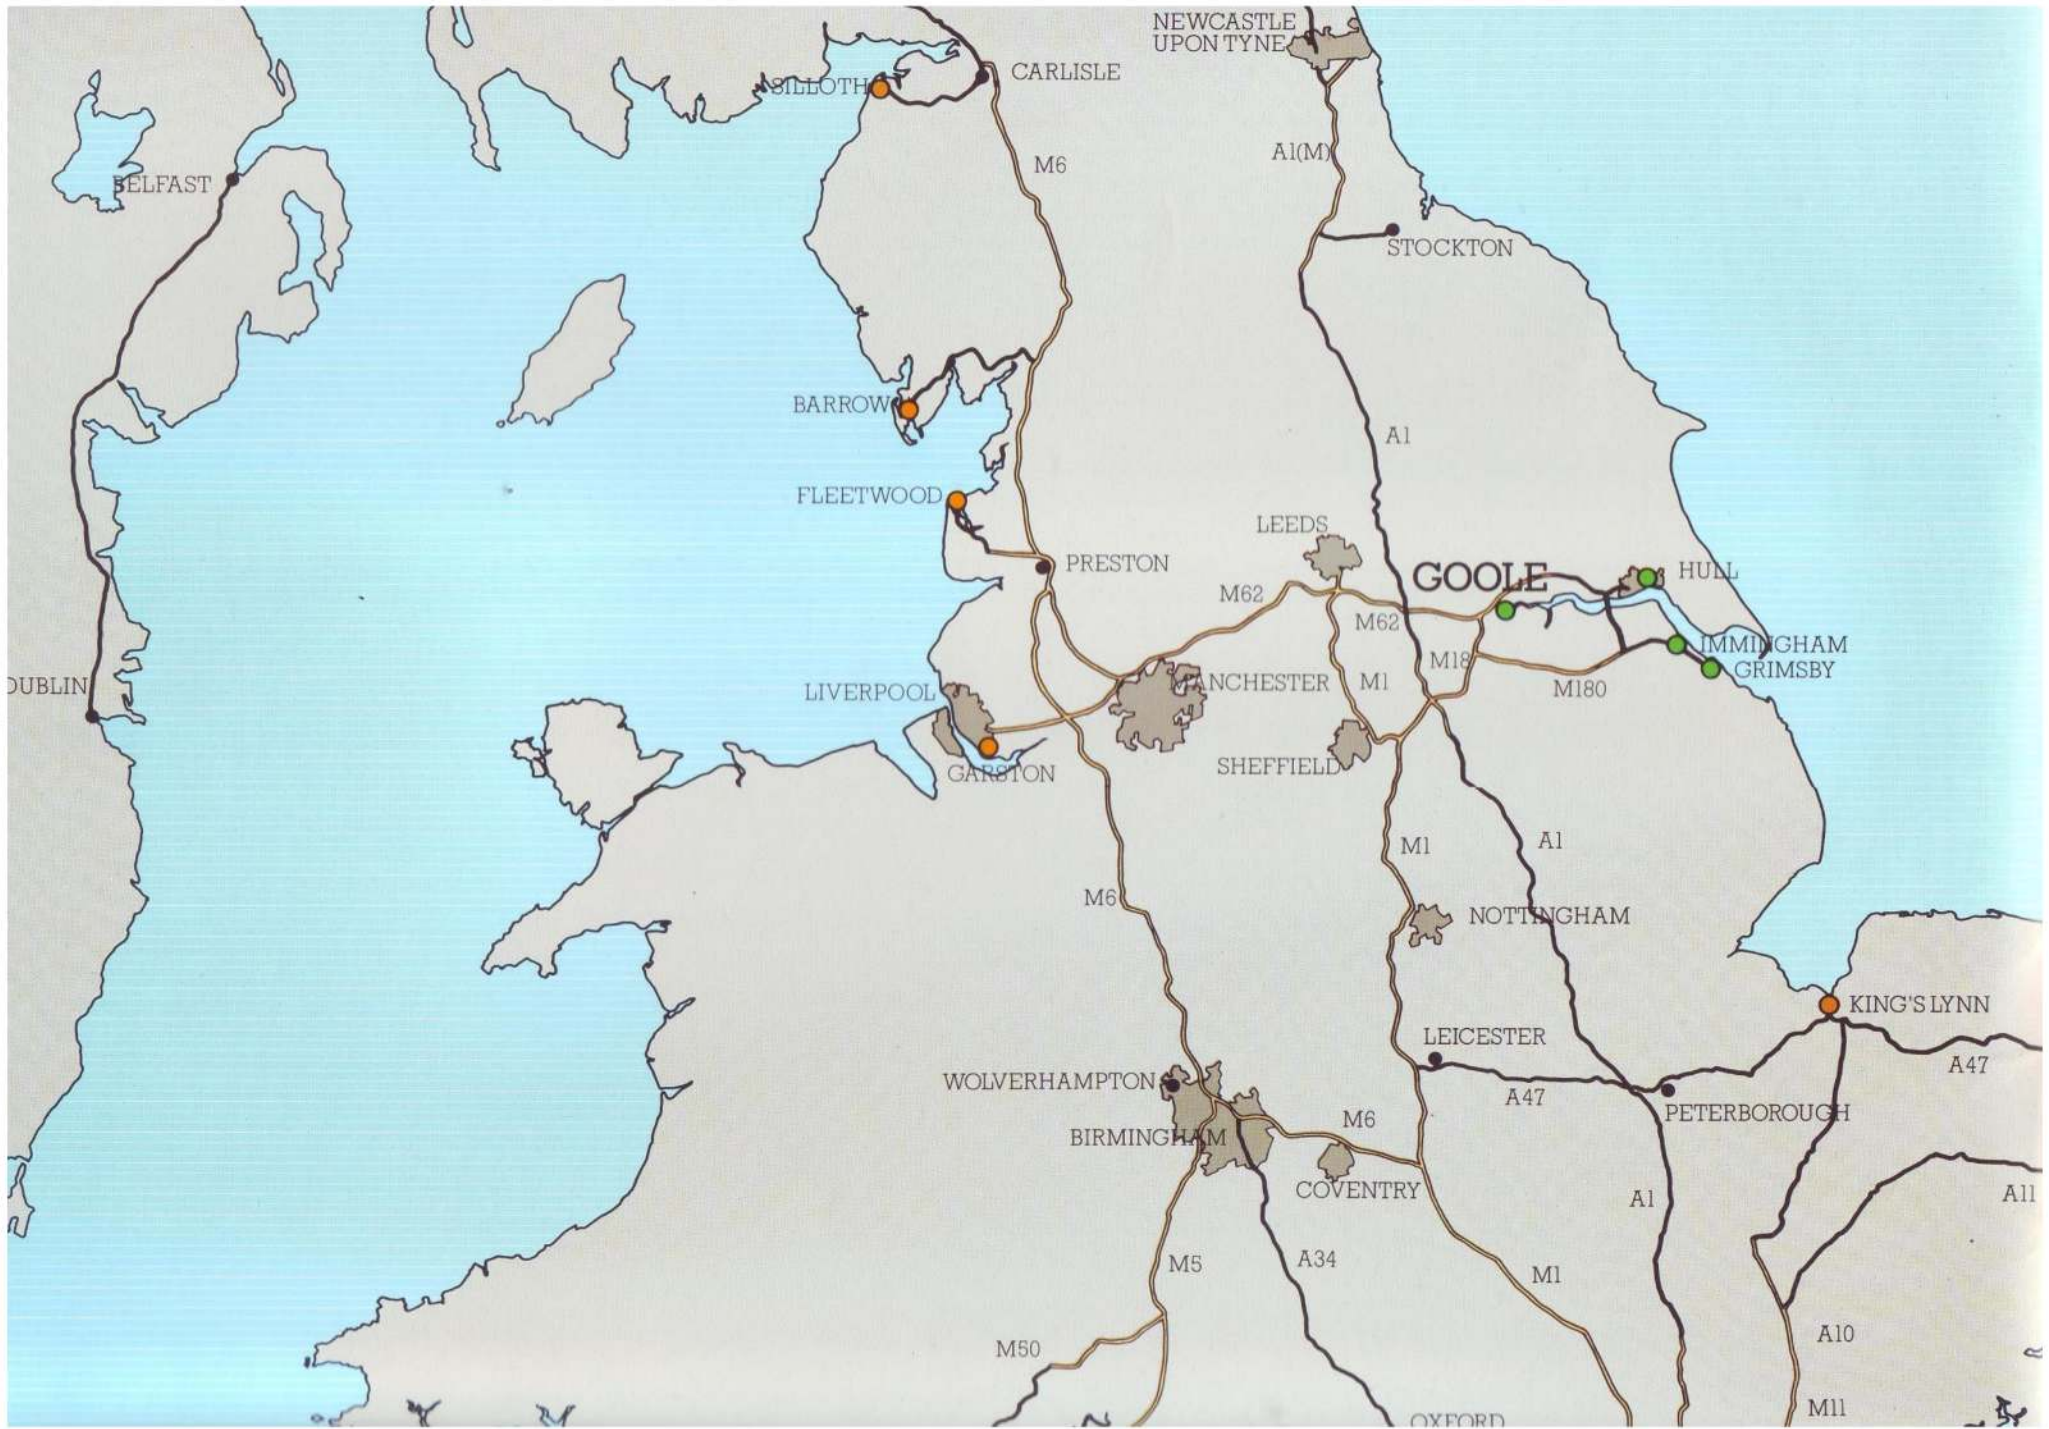 NEWCASTLE
UPON TYNE
CARLISLE
SILLOTH
A1(M)
M6
BELFAST
STOCKTON
BARROW
A1
FLEETWOOD
LEEDS
PRESTON
GOOLE
HULL
M62
M62
IMMINGHAM
M18
GRIMSBY
DUBLIN
LIVERPOOL
MANCHESTER
M1
M180
SHEFFIELD
GARSTON
M1
A1
M6
NOTTINGHAM
KING'S LYNN
LEICESTER
A47
WOLVERHAMPTON
A47
PETERBOROUGH
M6
BIRMINGHAM
COVENTRY
A1
A11
M5
A34
M1
A10
M50
M11
OXFORD